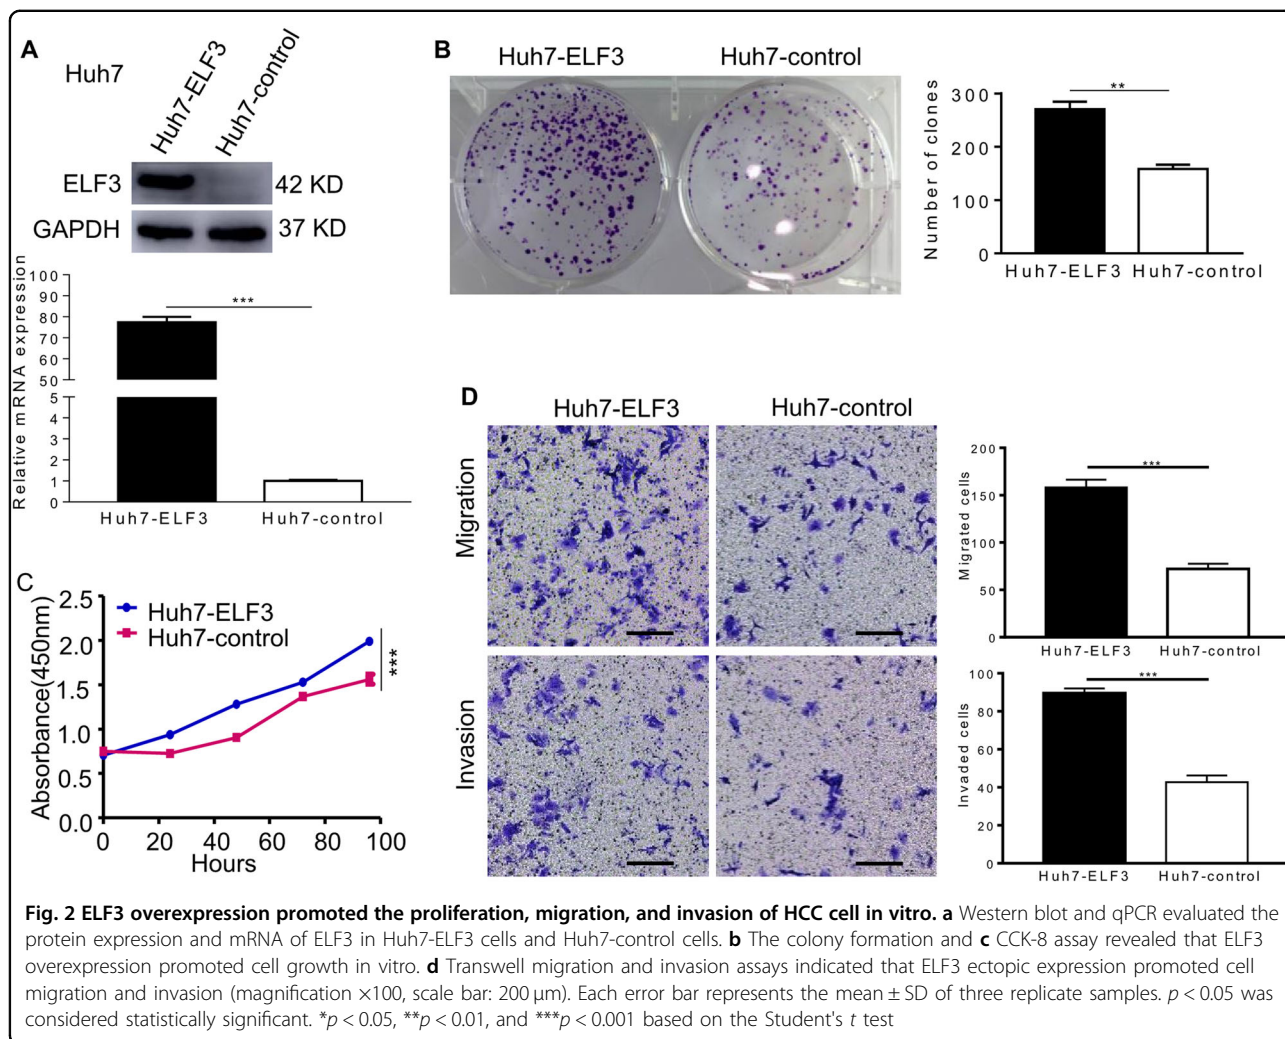 A
Huh7
Huh7-ELF3
Huh7-control
ELF3
42 KD
GAPDH
37 KD
Relative mRNA expression
100
90
80
70
60
50
5
4
3
2
1
0
***
Huh7-ELF3
Huh7-control
B
Huh7-ELF3
Huh7-control
Number of clones
300
200
100
0
**
Huh7-ELF3
Huh7-control
C
Absorbance(450nm)
2.5
2.0
1.5
1.0
0.5
0.0
Huh7-ELF3
Huh7-control
***
0 20 40 60 80 100
Hours
D
Huh7-ELF3
Huh7-control
Migration
Invasion
Migrated cells
200
150
100
50
0
***
Huh7-ELF3
Huh7-control
Invaded cells
100
80
60
40
20
0
***
Huh7-ELF3
Huh7-control
Fig. 2 ELF3 overexpression promoted the proliferation, migration, and invasion of HCC cell in vitro. a Western blot and qPCR evaluated the
protein expression and mRNA of ELF3 in Huh7-ELF3 cells and Huh7-control cells. b The colony formation and c CCK-8 assay revealed that ELF3
overexpression promoted cell growth in vitro. d Transwell migration and invasion assays indicated that ELF3 ectopic expression promoted cell
migration and invasion (magnification ×100, scale bar: 200 μm). Each error bar represents the mean ± SD of three replicate samples. p < 0.05 was
considered statistically significant. *p < 0.05, **p < 0.01, and ***p < 0.001 based on the Student's t test